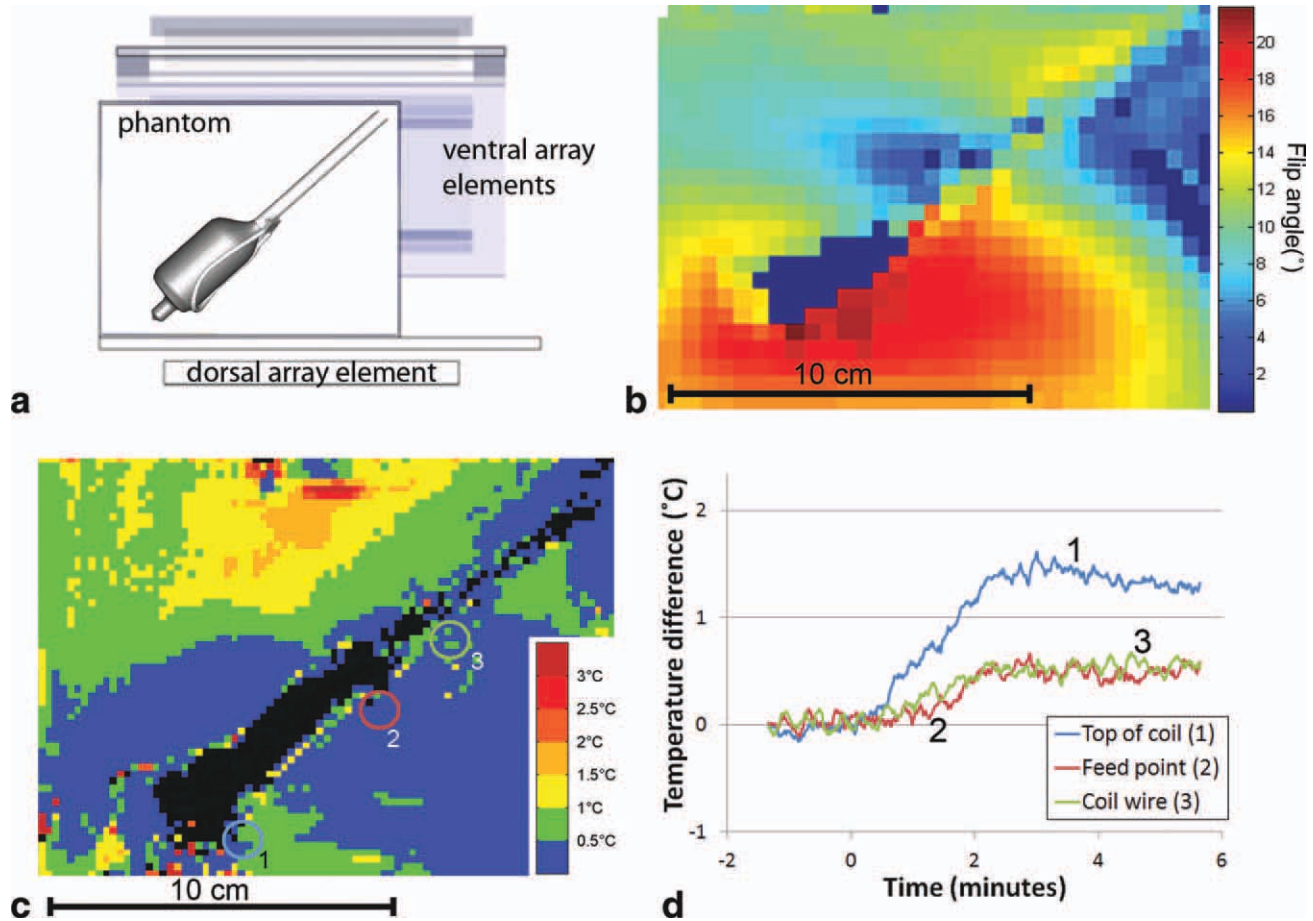 phantom
ventral array
elements
dorsal array element
a
20
18
16
14
12
10
8
6
4
2
Flip angle(°)
10 cm
b
3
2
1
3°C
2.5°C
2°C
1.5°C
1°C
0.5°C
10 cm
c
Temperature difference (°C)
2
1
0
-1
1
3
2
Top of coil (1)
Feed point (2)
Coil wire (3)
-2
0
2
4
6
Time (minutes)
d